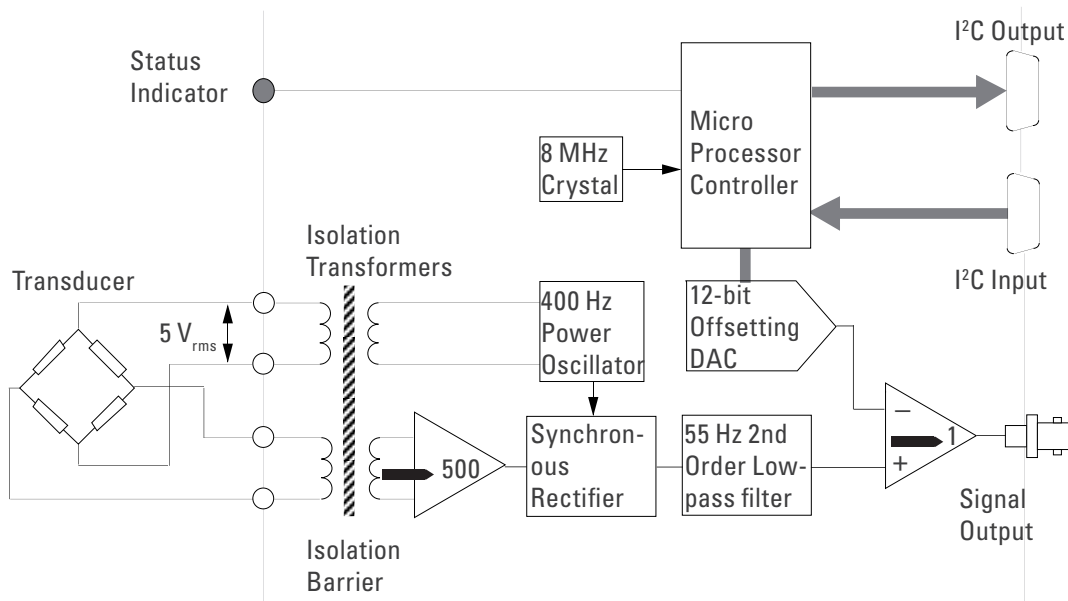 I²C Output
Status
Indicator
Micro
Processor
Controller
8 MHz
Crystal
I²C Input
Isolation
Transformers
Transducer
5 Vrms
400 Hz
Power
Oscillator
12-bit
Offsetting
DAC
500
Synchron-
ous
Rectifier
55 Hz 2nd
Order Low-
pass filter
−
1
+
Signal
Output
Isolation
Barrier